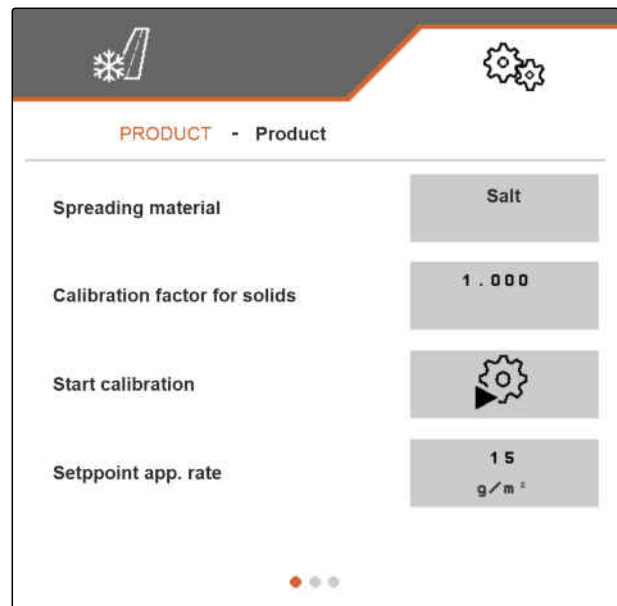 PRODUCT - Product
Spreading material
Salt
Calibration factor for solids
1.000
Start calibration
Setppoint app. rate
15
g/m²